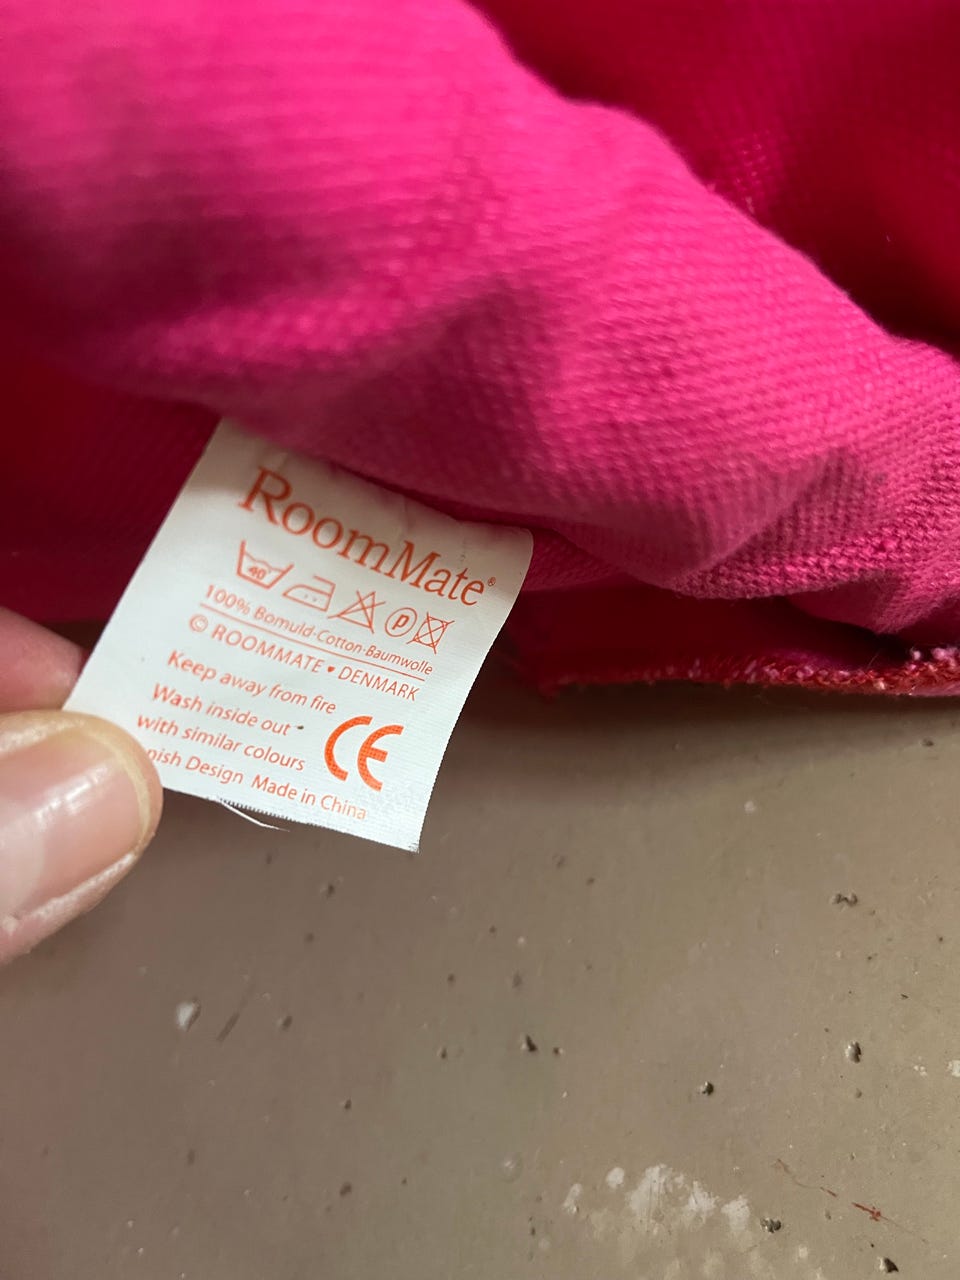 RoomMate®
40 P
100% Bomuld-Cotton-Baumwolle
© ROOMMATE • DENMARK
Keep away from fire
Wash inside out
with similar colours
nish Design Made in China
CE